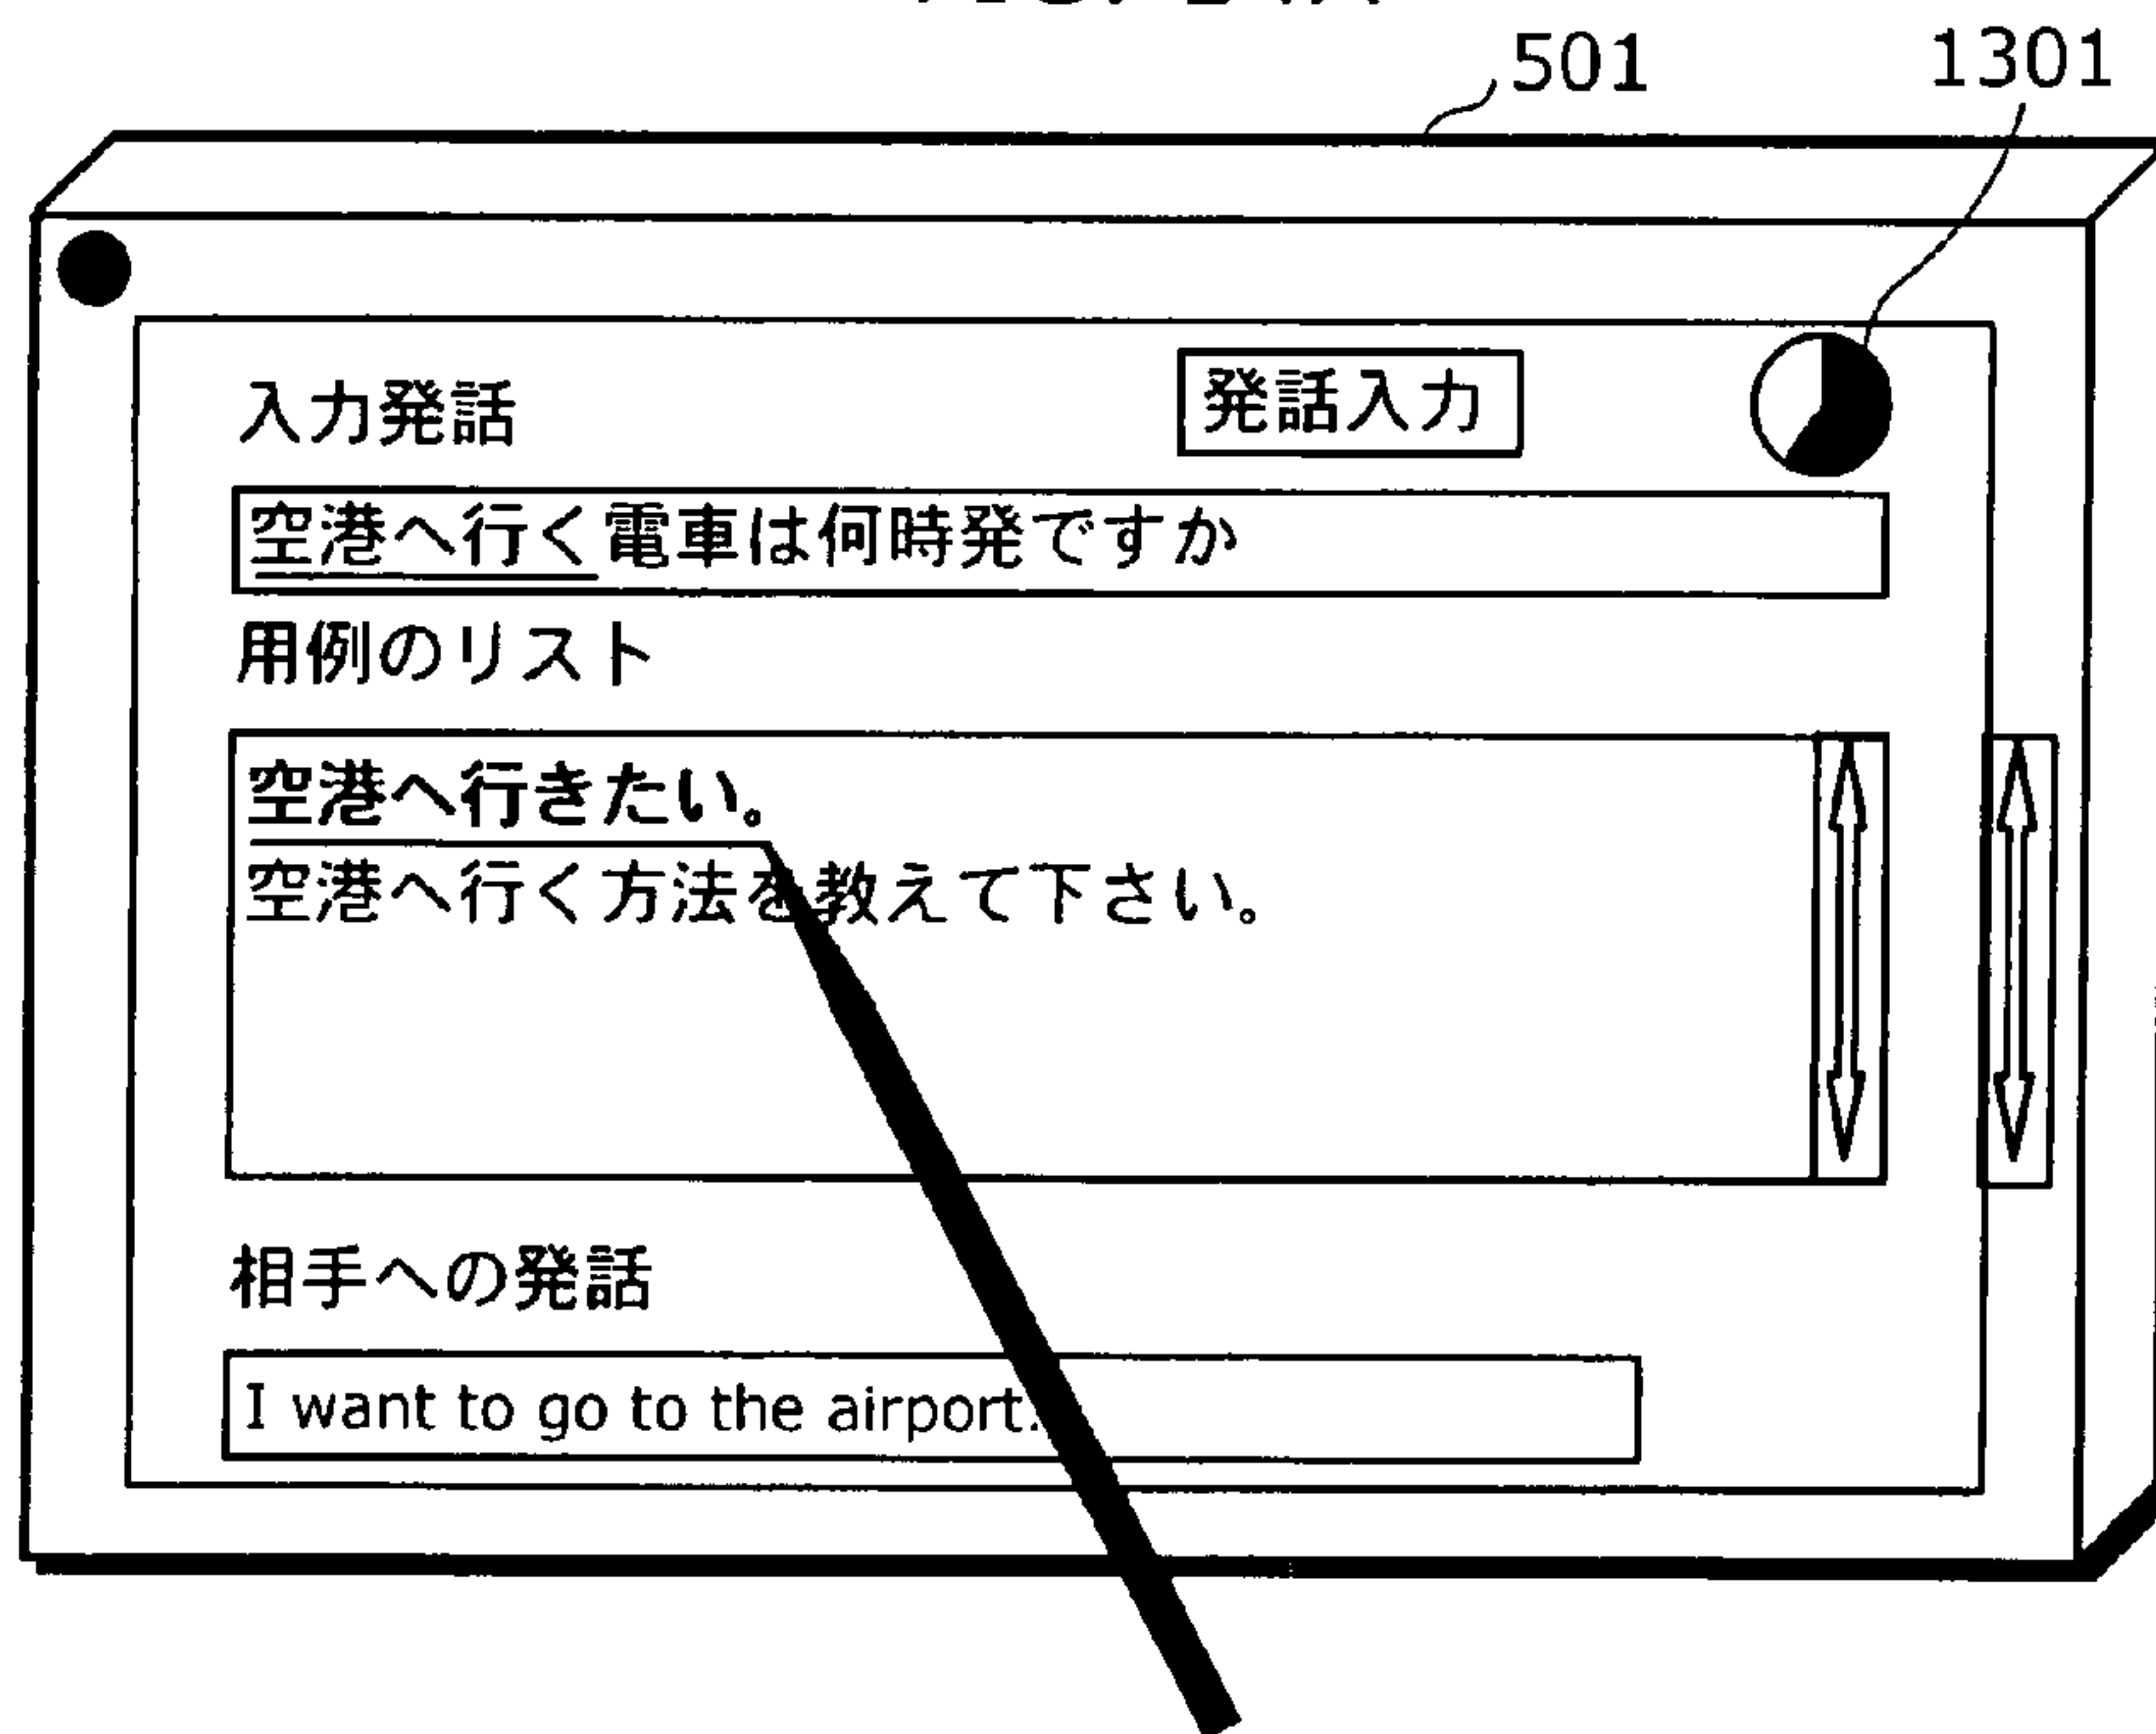 501
1301
入力発話
発話入力
空港へ行く電車は何時発ですか
用例のリスト
空港へ行きたい。
空港へ行く方法を教えて下さい。
相手への発話
I want to go to the airport.